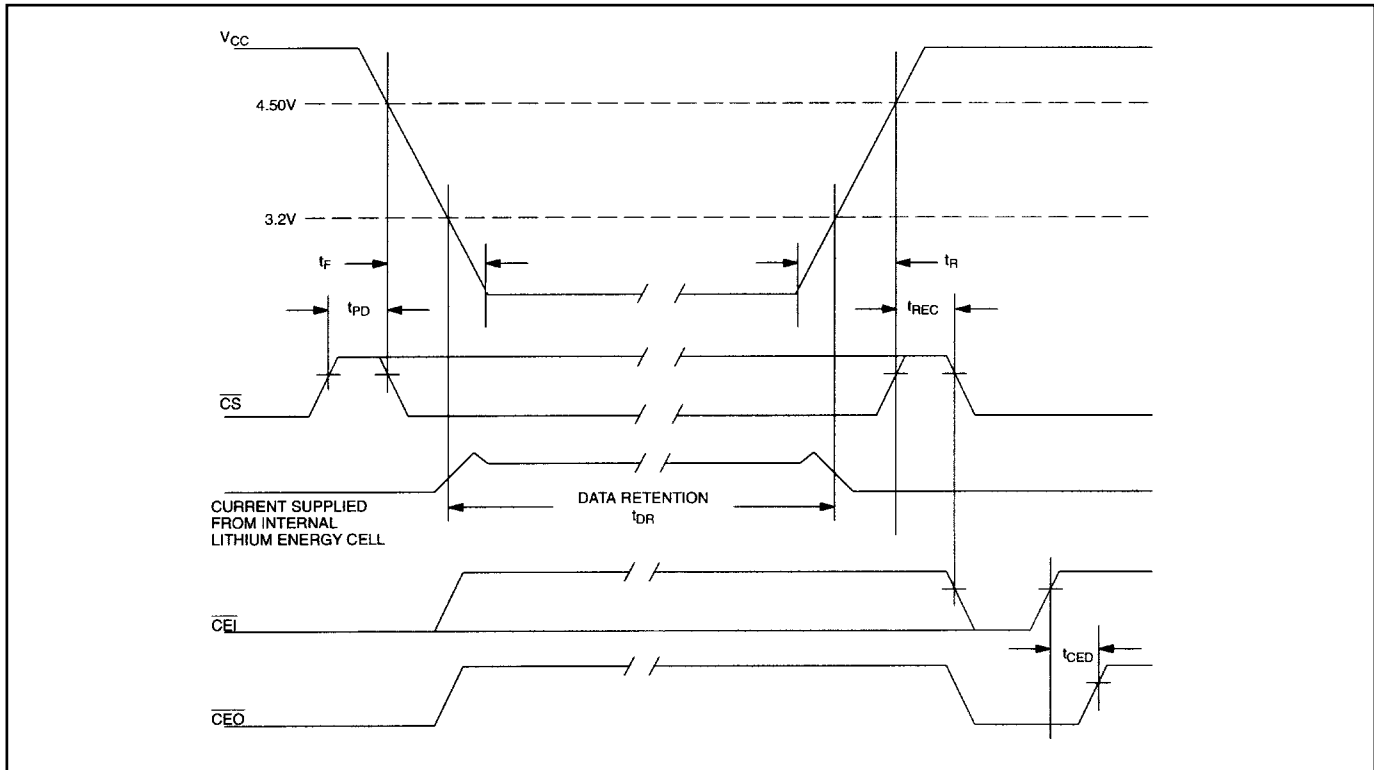 VCC
4.50V
3.2V
tF
tR
tPD
tREC
CS
DATA RETENTION
tDR
CURRENT SUPPLIED
FROM INTERNAL
LITHIUM ENERGY CELL
CEI
tCED
CEO